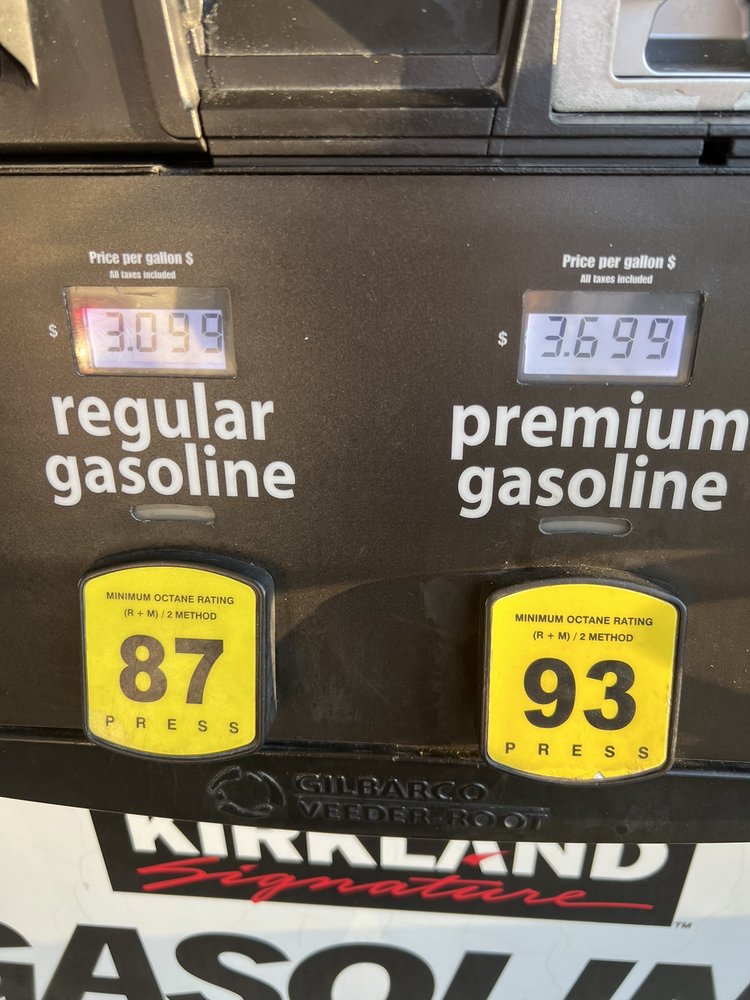 Price per gallon $
All taxes included
$ 3.099
regular
gasoline
MINIMUM OCTANE RATING
(R + M) / 2 METHOD
87
PRESS
Price per gallon $
All taxes included
$ 3.699
premium
gasoline
MINIMUM OCTANE RATING
(R + M) / 2 METHOD
93
PRESS
GILBARCO
VEEDER-ROOT
KIRKLAND
Signature
TM